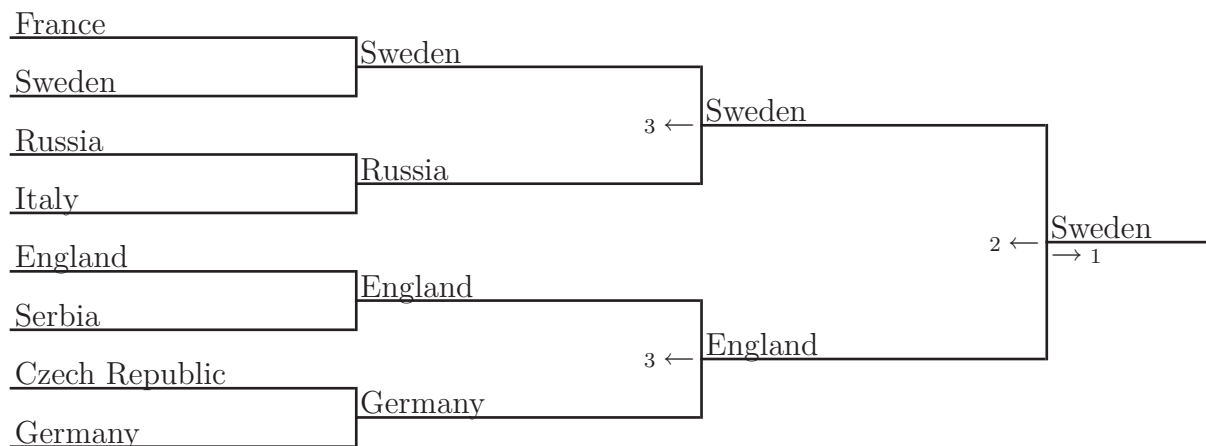 France
Sweden
Sweden
3 ←
Sweden
Russia
Russia
Italy
2 ←
Sweden
→ 1
England
England
Serbia
3 ←
England
Czech Republic
Germany
Germany